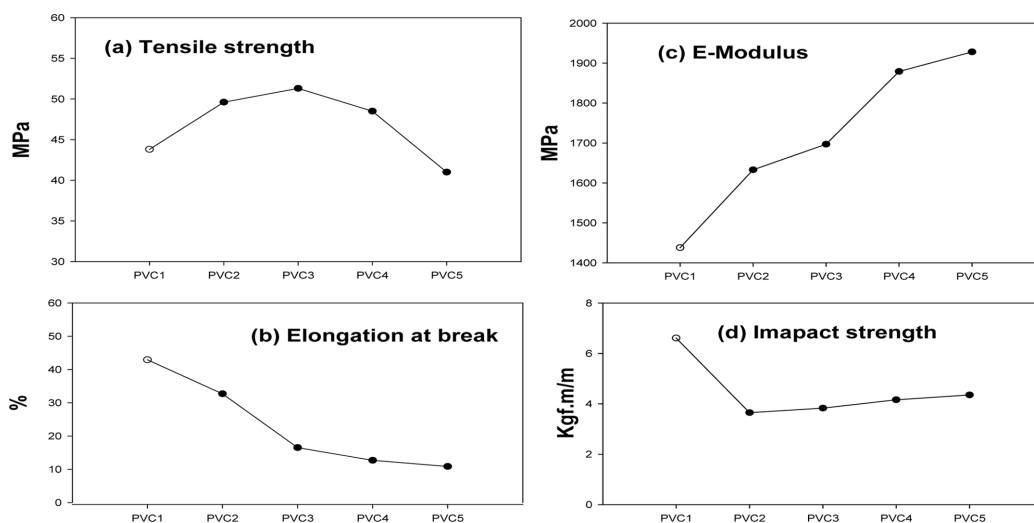 (a) Tensile strength
MPa
60
55
50
45
40
35
30
PVC1 PVC2 PVC3 PVC4 PVC5
(c) E-Modulus
MPa
2000
1900
1800
1700
1600
1500
1400
PVC1 PVC2 PVC3 PVC4 PVC5
(b) Elongation at break
%
60
50
40
30
20
10
0
PVC1 PVC2 PVC3 PVC4 PVC5
(d) Imapact strength
Kgf.m/m
8
6
4
2
0
PVC1 PVC2 PVC3 PVC4 PVC5